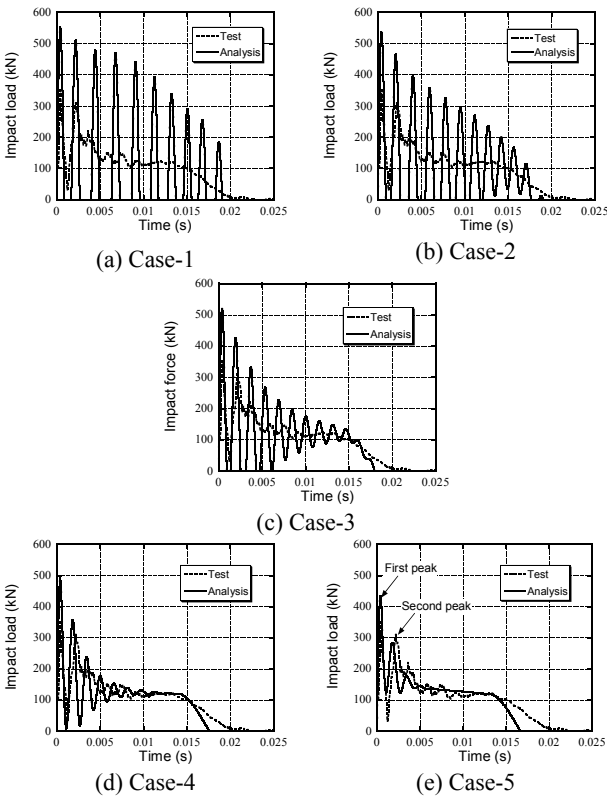 600
500
400
300
200
100
0
Impact load (kN)
Test
Analysis
0 0.005 0.01 0.015 0.02 0.025
Time (s)
(a) Case-1
600
500
400
300
200
100
0
Impact load (kN)
Test
Analysis
0 0.005 0.01 0.015 0.02 0.025
Time (s)
(b) Case-2
600
500
400
300
200
100
0
Impact force (kN)
Test
Analysis
0 0.005 0.01 0.015 0.02 0.025
Time (s)
(c) Case-3
600
500
400
300
200
100
0
Impact load (kN)
Test
Analysis
0 0.005 0.01 0.015 0.02 0.025
Time (s)
(d) Case-4
600
500
400
300
200
100
0
Impact load (kN)
First peak
Second peak
Test
Analysis
0 0.005 0.01 0.015 0.02 0.025
Time (s)
(e) Case-5